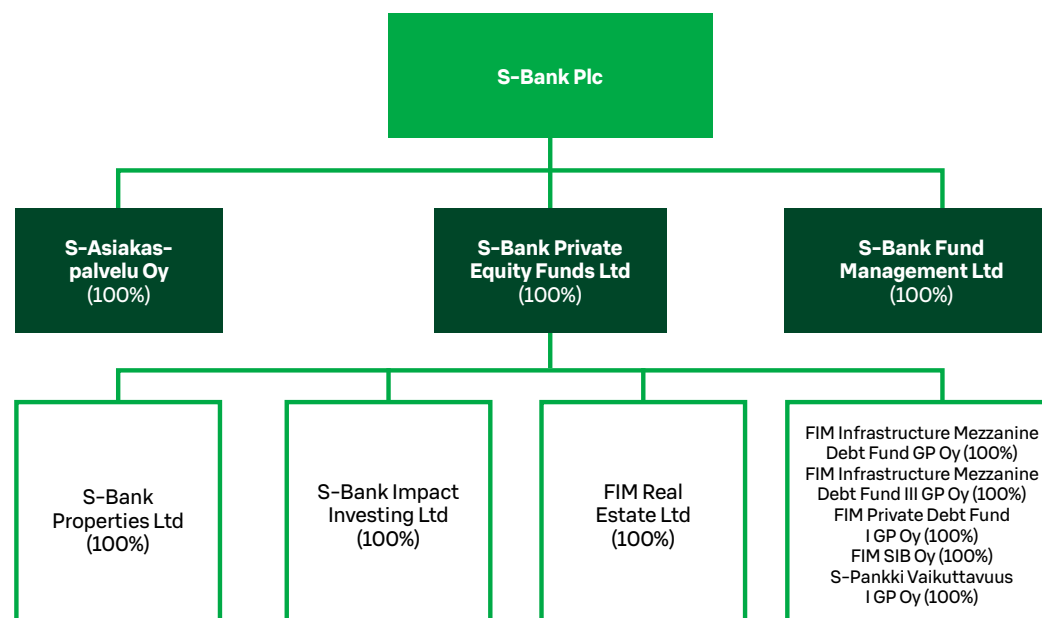 S-Bank Plc
S-Asiakas-
palvelu Oy
(100%)
S-Bank Private
Equity Funds Ltd
(100%)
S-Bank Fund
Management Ltd
(100%)
S-Bank
Properties Ltd
(100%)
S-Bank Impact
Investing Ltd
(100%)
FIM Real
Estate Ltd
(100%)
FIM Infrastructure Mezzanine
Debt Fund GP Oy (100%)
FIM Infrastructure Mezzanine
Debt Fund III GP Oy (100%)
FIM Private Debt Fund
I GP Oy (100%)
FIM SIB Oy (100%)
S-Pankki Vaikuttavuus
I GP Oy (100%)